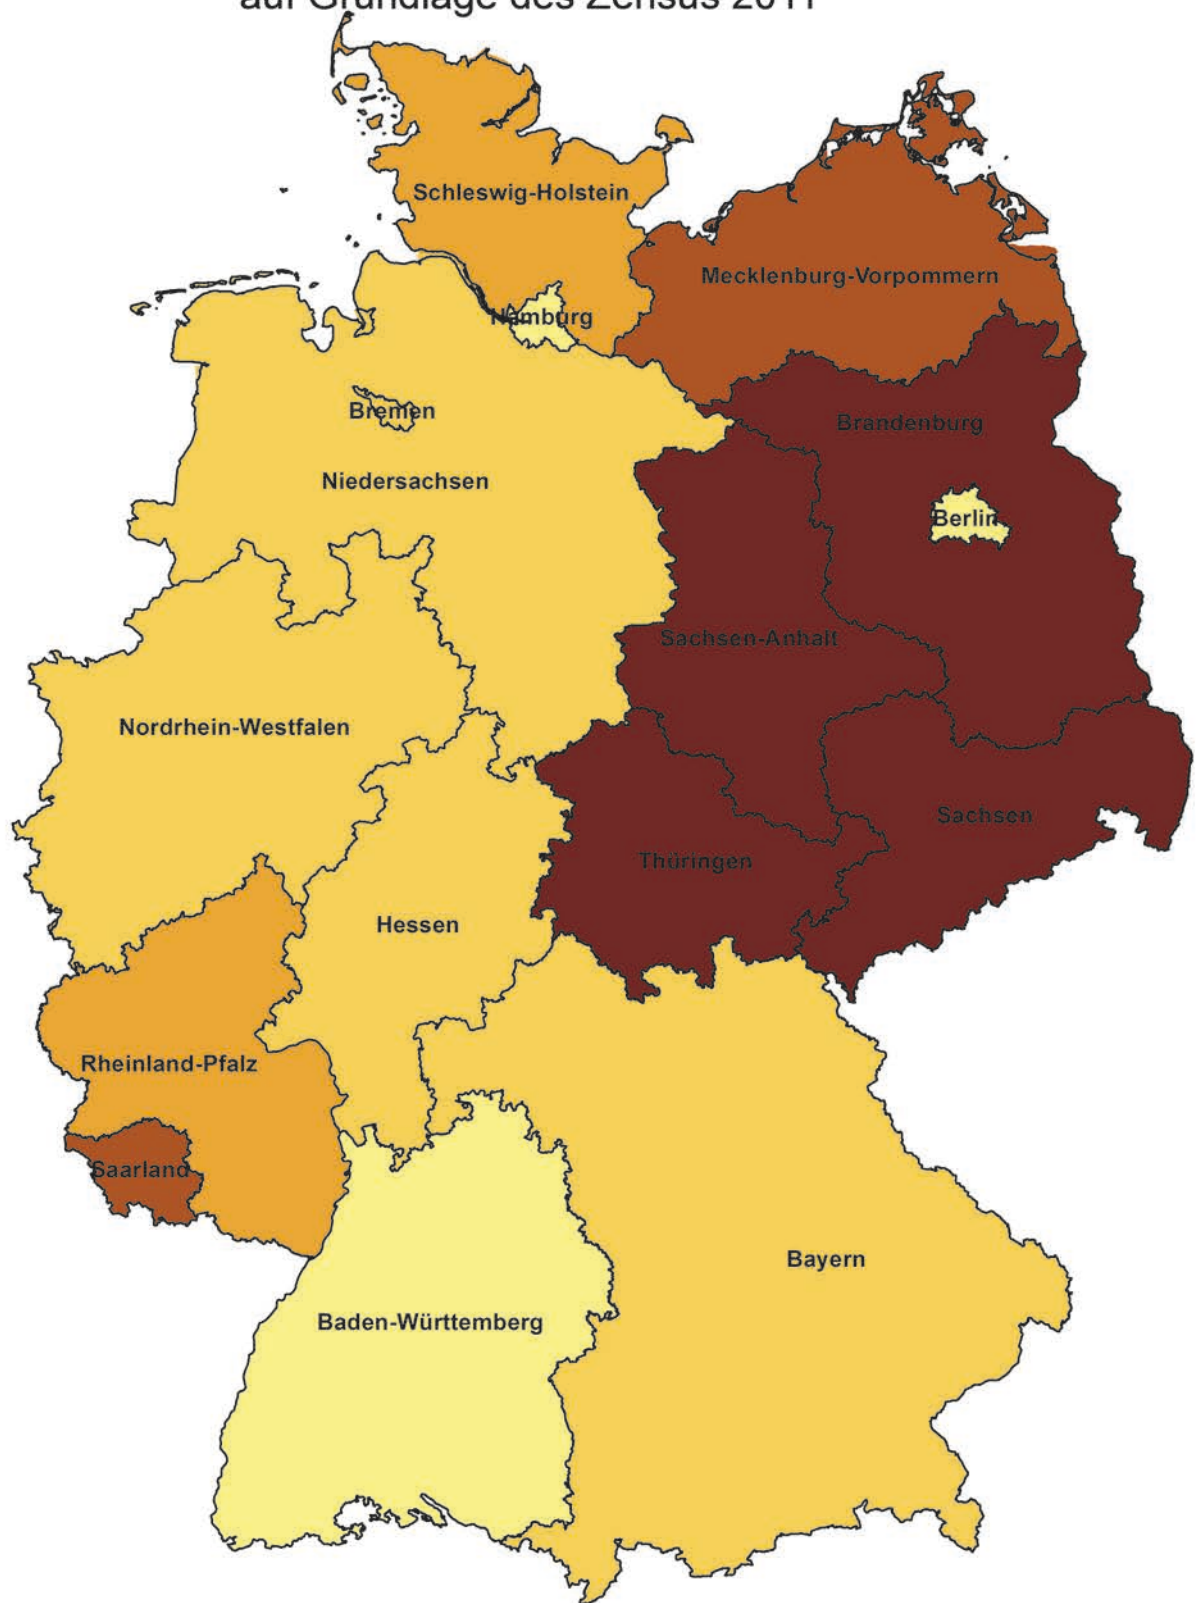 auf Grundlage des Zensus 2011
Schleswig-Holstein
Mecklenburg-Vorpommern
Hamburg
Bremen
Brandenburg
Niedersachsen
Berlin
Sachsen-Anhalt
Nordrhein-Westfalen
Sachsen
Thüringen
Hessen
Rheinland-Pfalz
Saarland
Bayern
Baden-Württemberg